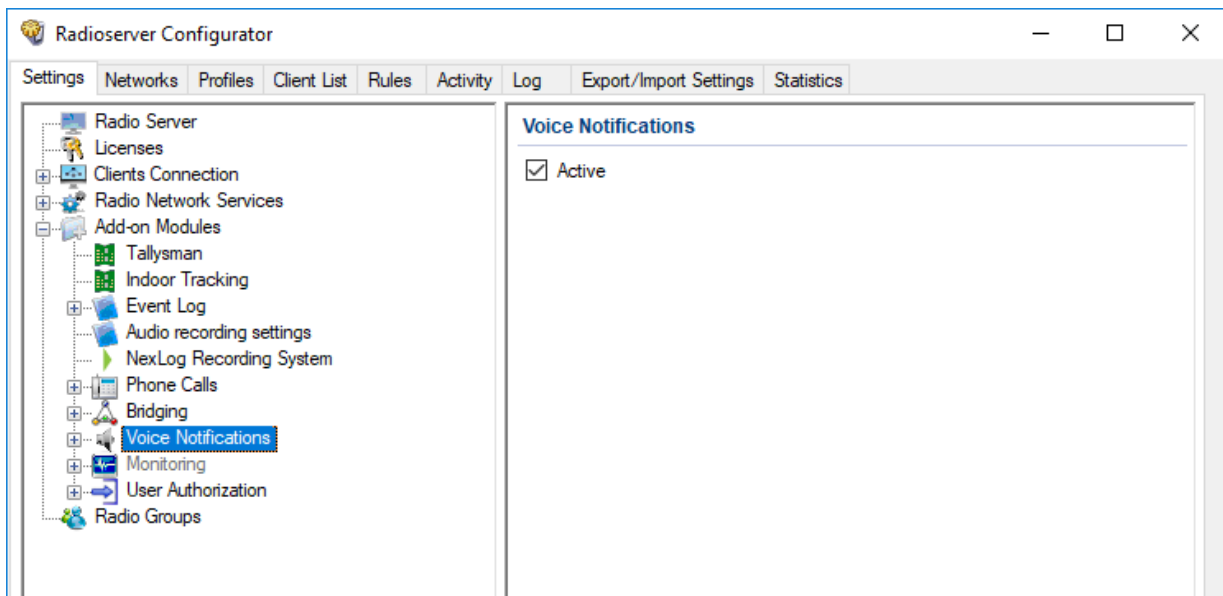 Radioserver Configurator
Settings Networks Profiles Client List Rules Activity Log Export/Import Settings Statistics
Radio Server
Licenses
Clients Connection
Radio Network Services
Add-on Modules
Tallysman
Indoor Tracking
Event Log
Audio recording settings
NexLog Recording System
Phone Calls
Bridging
Voice Notifications
Monitoring
User Authorization
Radio Groups
Voice Notifications
Active